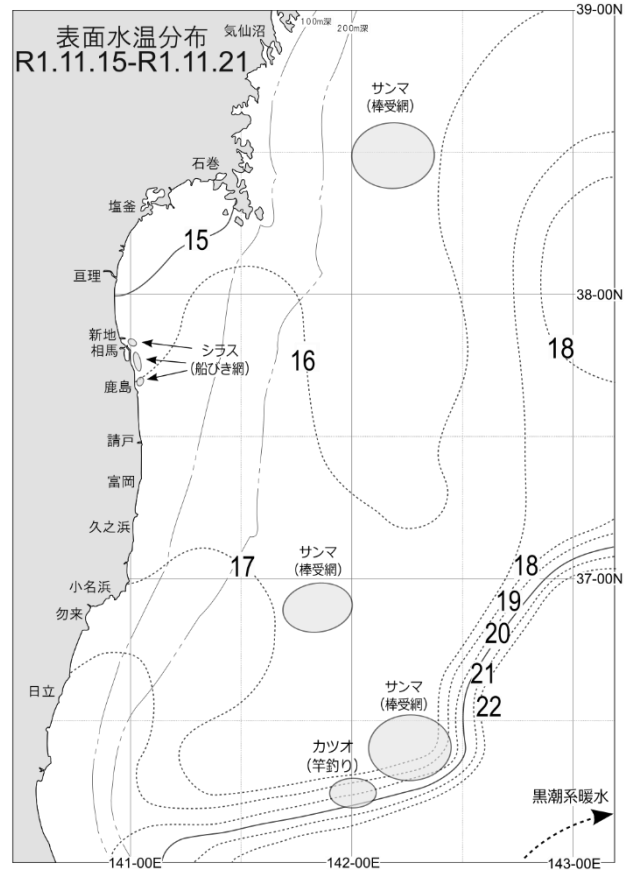 表面水温分布
R1.11.15-R1.11.21
気仙沼
100m深
200m深
39-00N
サンマ
(棒受網)
石巻
塩釜
15
亘理
38-00N
新地
相馬
シラス
(船びき網)
鹿島
16
18
請戸
富岡
久之浜
サンマ
(棒受網)
17
18
37-00N
小名浜
勿来
19
20
日立
サンマ
(棒受網)
21
22
カツオ
(竿釣り)
黒潮系暖水
141-00E
142-00E
143-00E